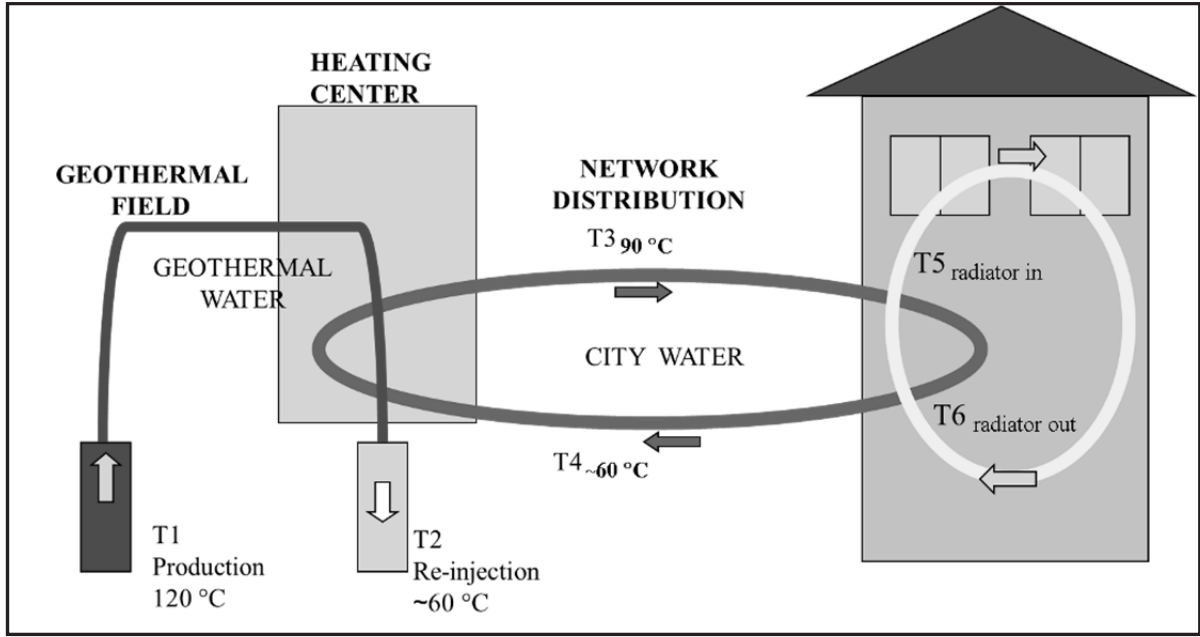 HEATING
CENTER
GEOTHERMAL
FIELD
GEOTHERMAL
WATER
NETWORK
DISTRIBUTION
T3 90 °C
CITY WATER
T4 ~60 °C
T5 radiator in
T6 radiator out
T1
Production
120 °C
T2
Re-injection
~60 °C